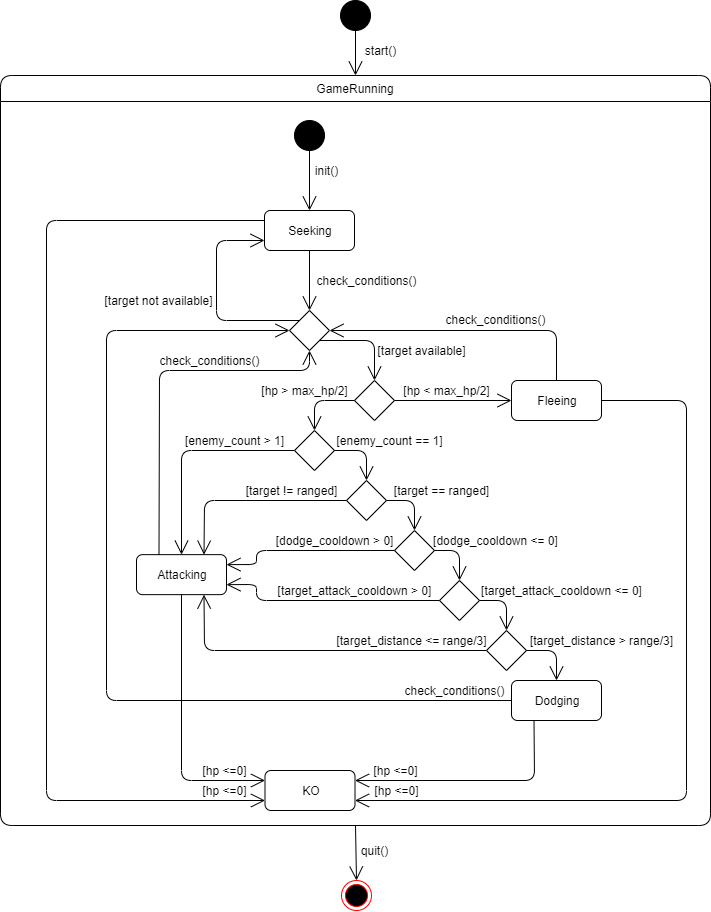 start()
GameRunning
init()
Seeking
check_conditions()
[target not available]
check_conditions()
[target available]
check_conditions()
[hp > max_hp/2]
[hp < max_hp/2]
Fleeing
[enemy_count > 1]
[enemy_count == 1]
[target != ranged]
[target == ranged]
[dodge_cooldown > 0]
[dodge_cooldown <= 0]
Attacking
[target_attack_cooldown > 0]
[target_attack_cooldown <= 0]
[target_distance <= range/3]
[target_distance > range/3]
check_conditions()
Dodging
[hp <=0]
[hp <=0]
KO
[hp <=0]
[hp <=0]
quit()